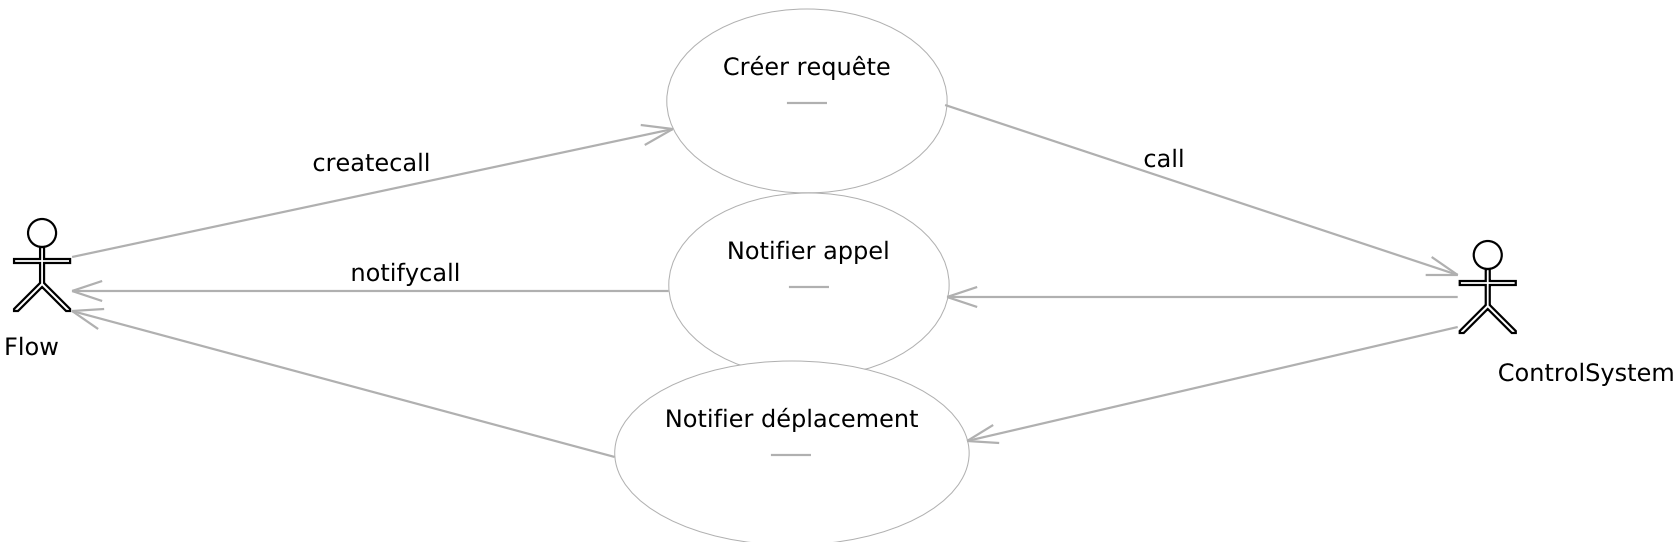 Créer requête
createcall
call
Notifier appel
notifycall
Flow
ControlSystem
Notifier déplacement